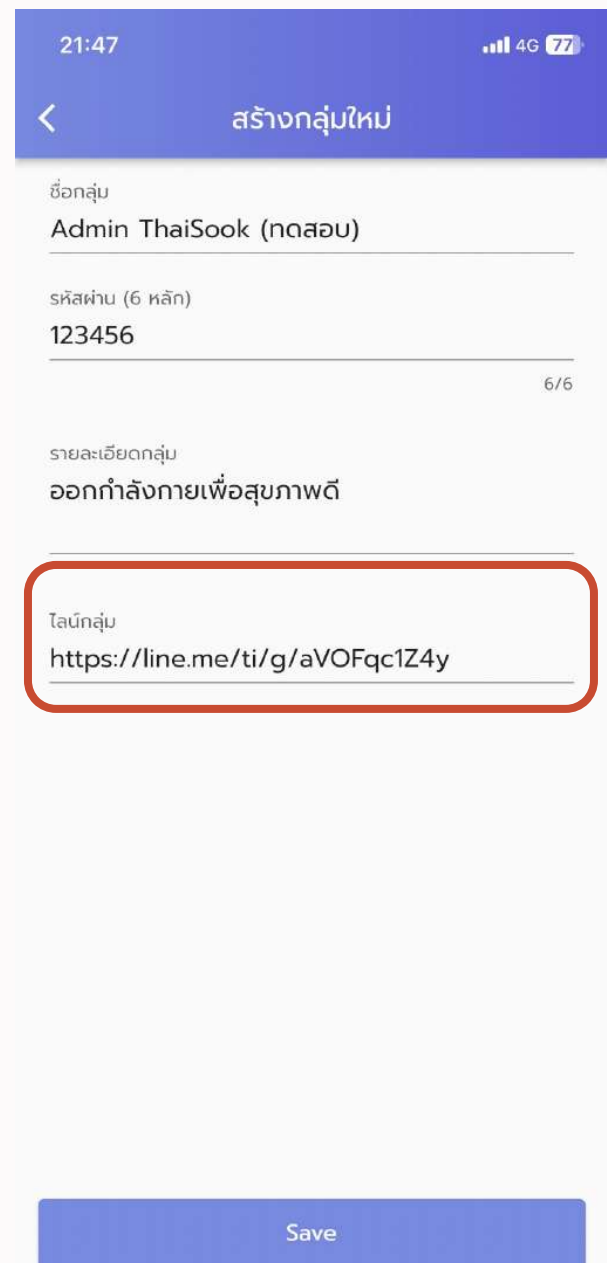 21:47 4G 77
สร้างกลุ่มใหม่
ชื่อกลุ่ม
Admin ThaiSook (ทดสอบ)
รหัสผ่าน (6 หลัก)
123456
6/6
รายละเอียดกลุ่ม
ออกกำลังกายเพื่อสุขภาพดี
ไลน์กลุ่ม
https://line.me/ti/g/aVOFqc1Z4y
Save